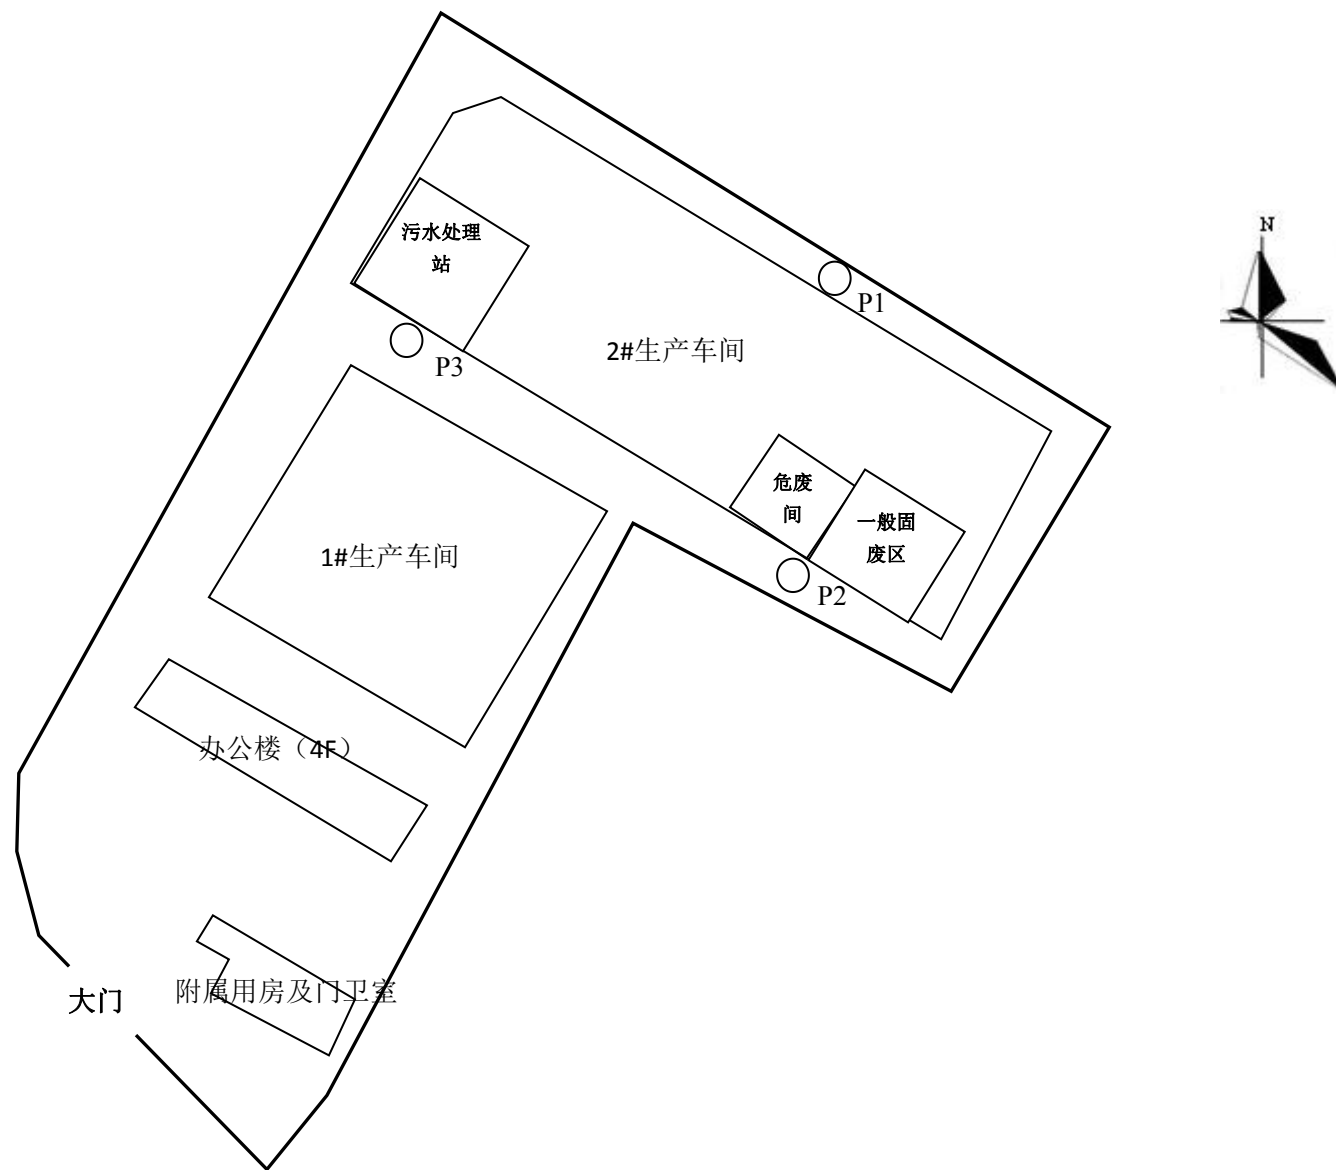 N
污水处理
站
P1
2#生产车间
P3
危废
间
一般固
废区
1#生产车间
P2
办公楼（4F）
附属用房及门卫室
大门